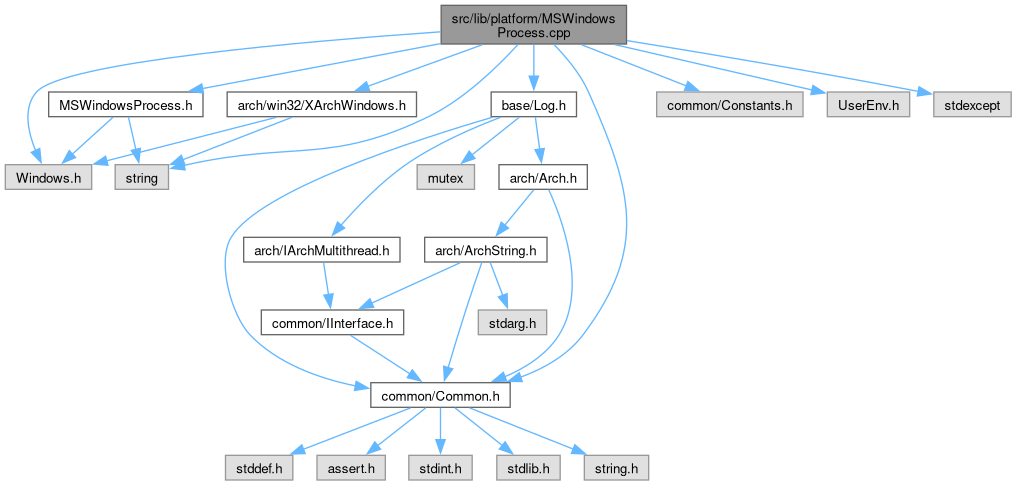 src/lib/platform/MSWindows
Process.cpp
MSWindowsProcess.h
arch/win32/XArchWindows.h
base/Log.h
common/Constants.h
UserEnv.h
stdexcept
Windows.h
string
mutex
arch/Arch.h
arch/IArchMultithread.h
arch/ArchString.h
common/IInterface.h
stdarg.h
common/Common.h
stddef.h
assert.h
stdint.h
stdlib.h
string.h